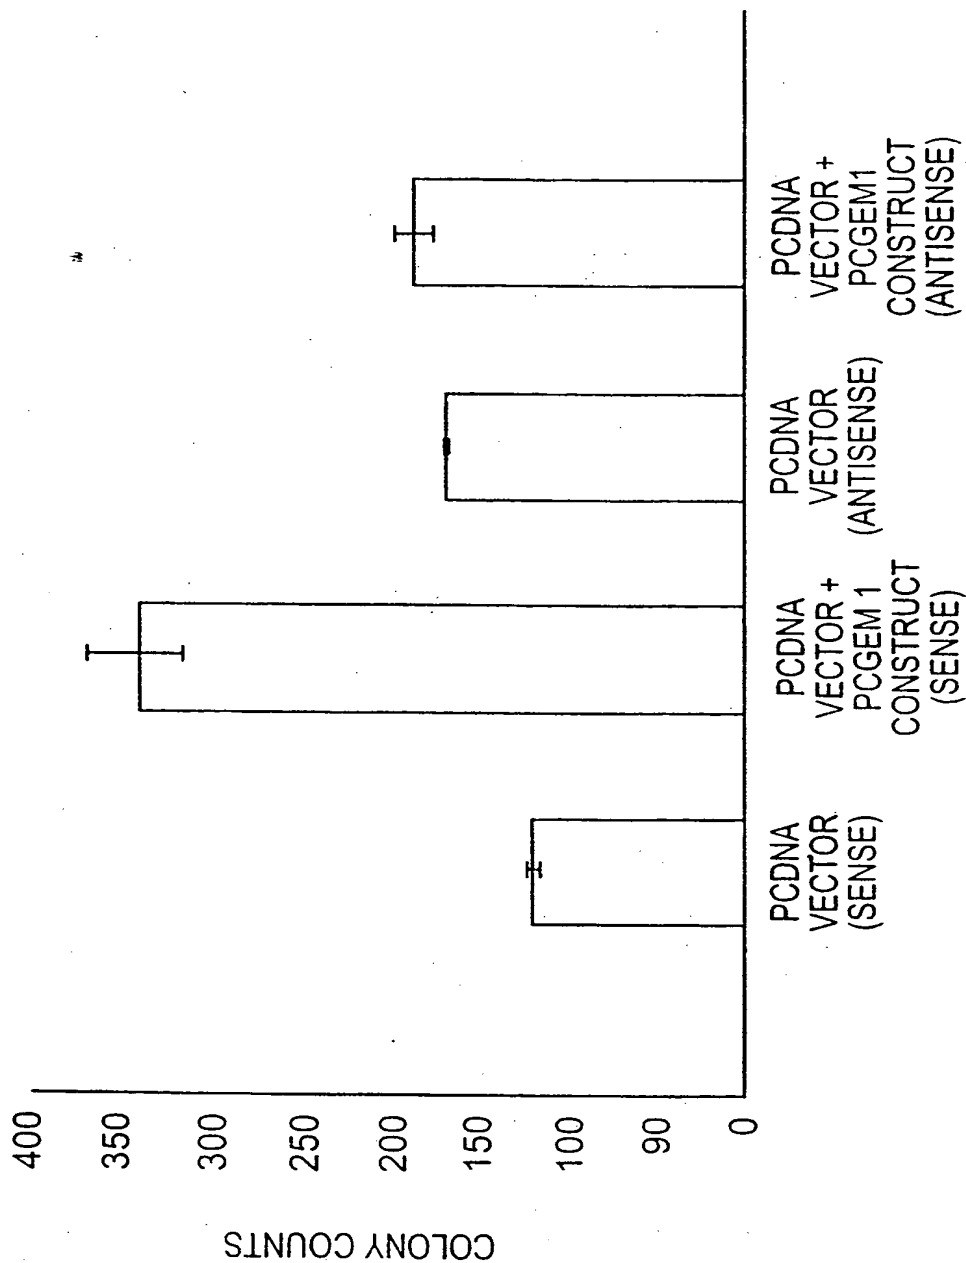 COLONY COUNTS
400
350
300
250
200
150
100
90
0
PCDNA
VECTOR
(SENSE)
PCDNA
VECTOR +
PCGEM 1
CONSTRUCT
(SENSE)
PCDNA
VECTOR
(ANTISENSE)
PCDNA
VECTOR +
PCGEM1
CONSTRUCT
(ANTISENSE)